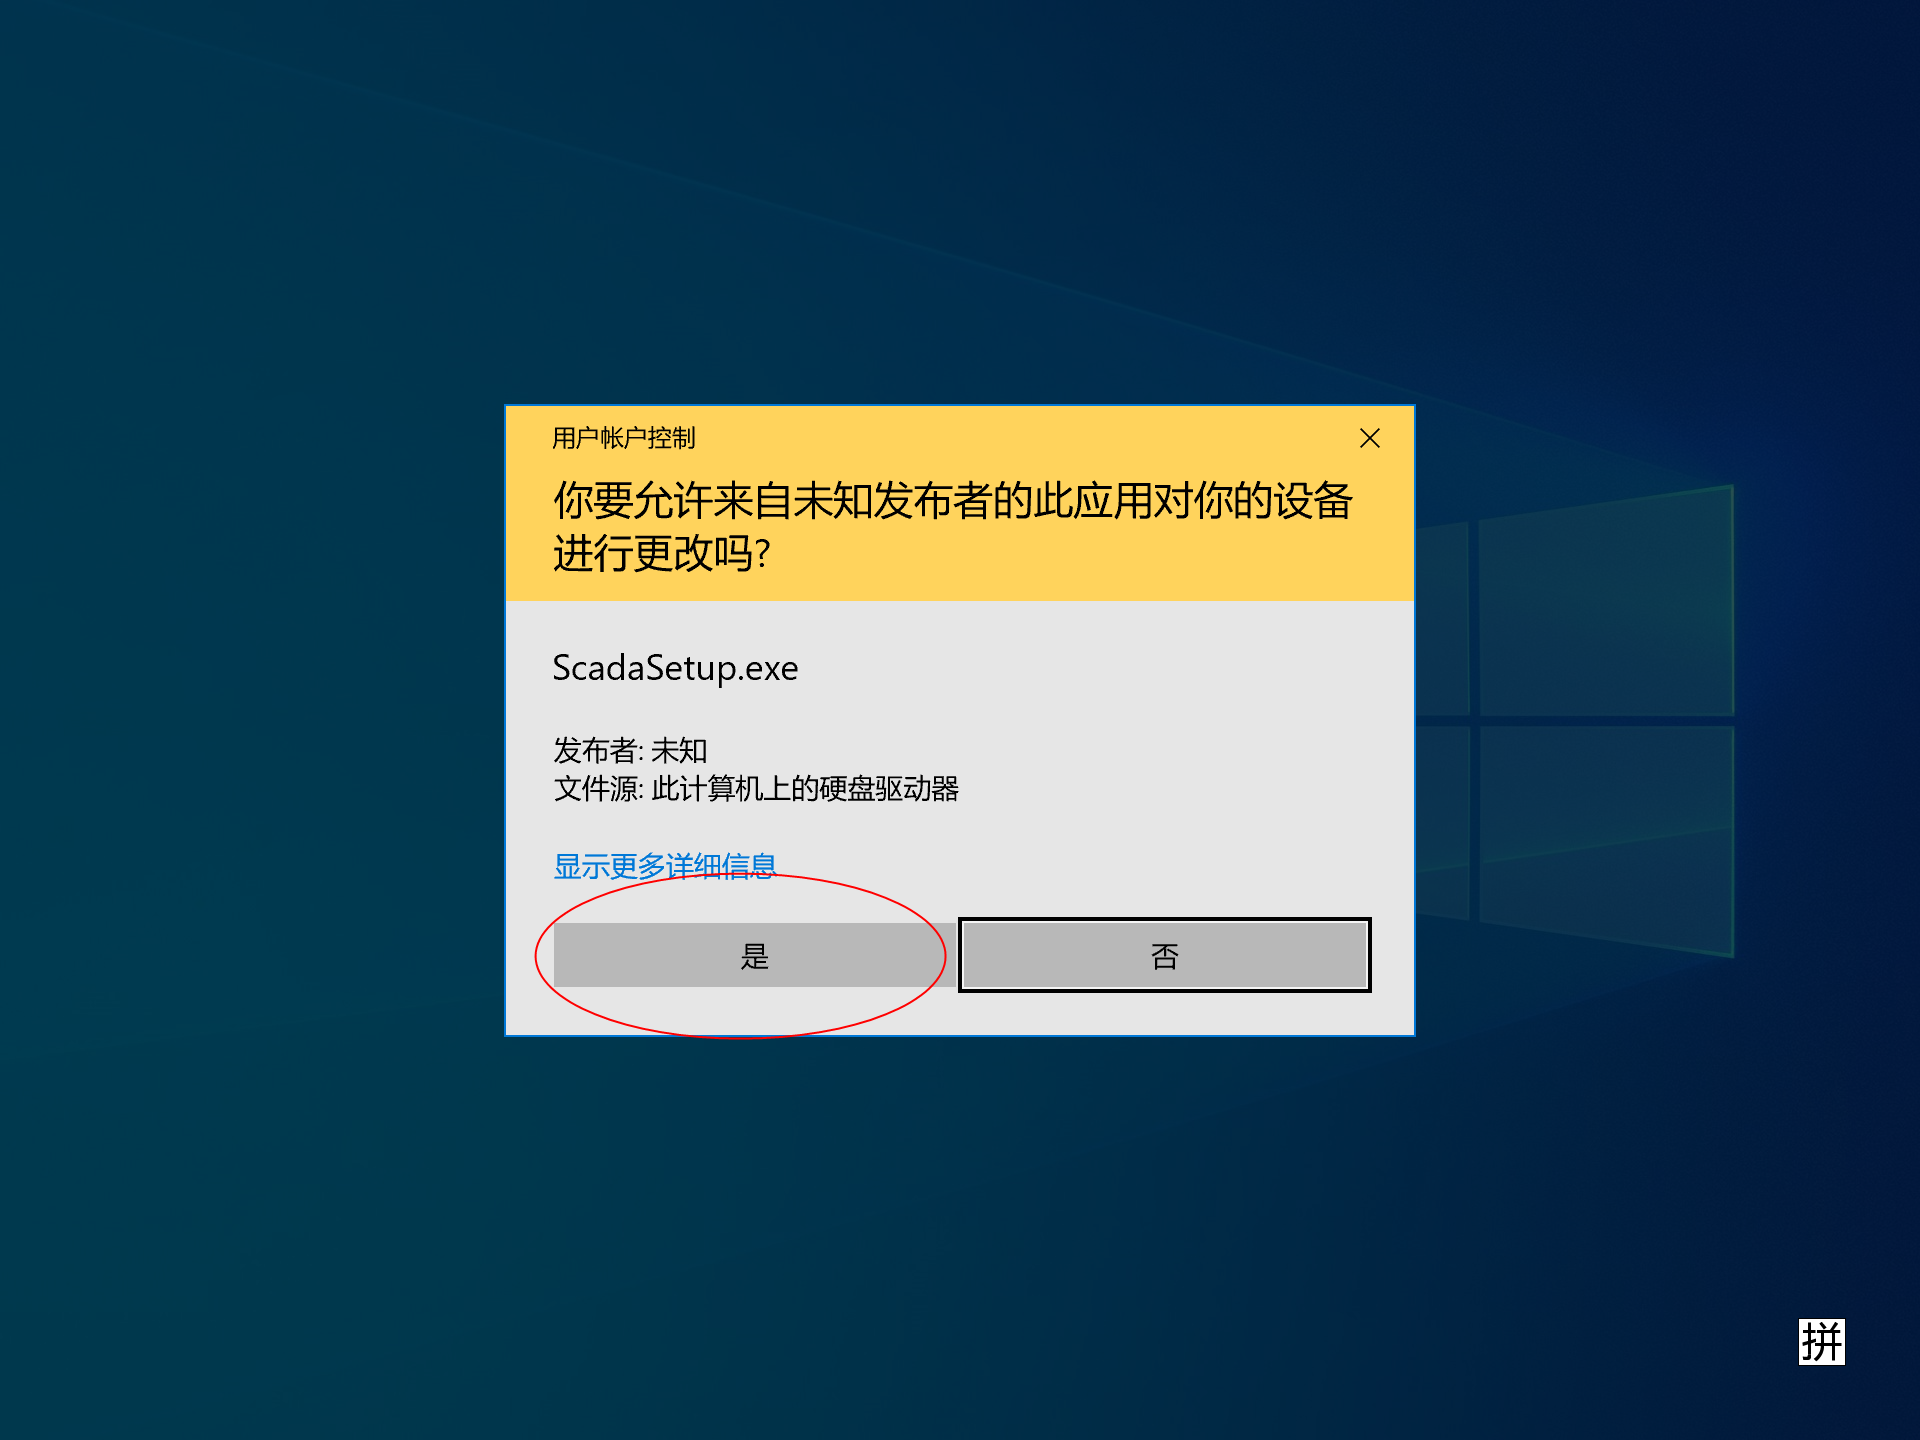 用户帐户控制
你要允许来自未知发布者的此应用对你的设备
进行更改吗?
ScadaSetup.exe
发布者: 未知
文件源: 此计算机上的硬盘驱动器
显示更多详细信息
是
否
拼